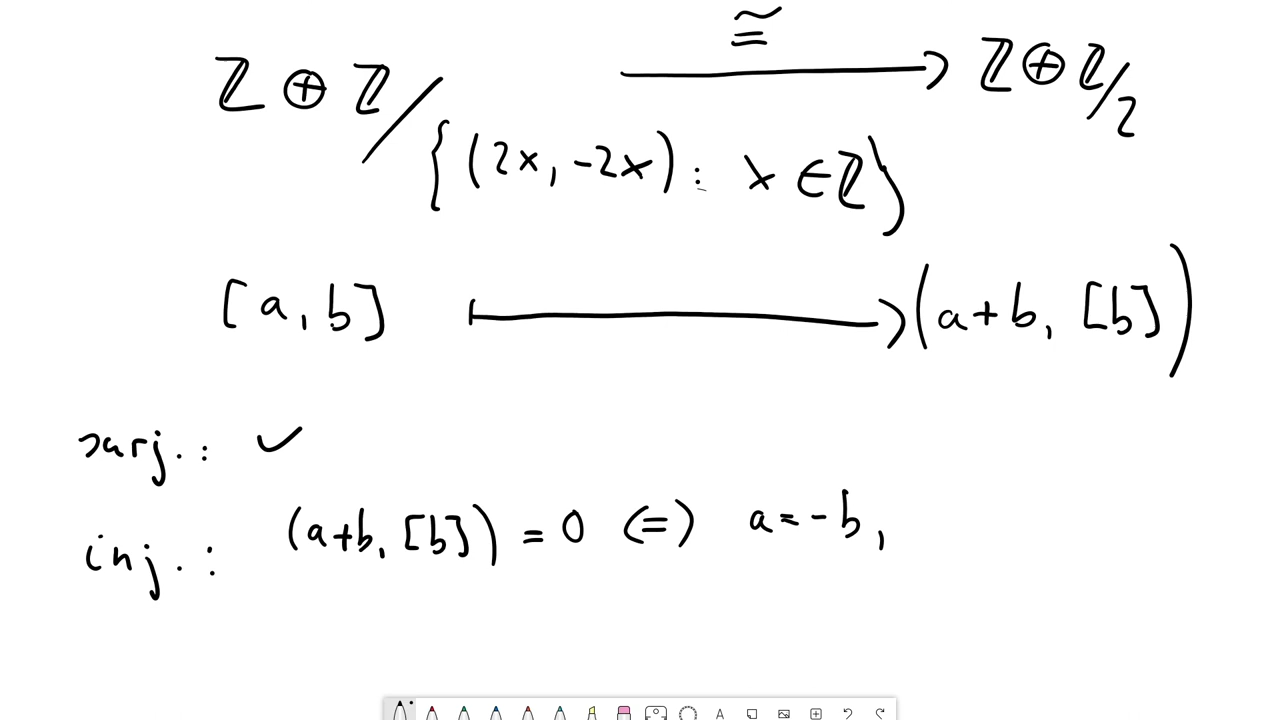 ℤ ⊕ ℤ / {(2x, -2x) : x ∈ ℤ} ≅ → ℤ ⊕ ℤ/2
[a, b] ↦ (a+b, [b])
surj. : ✓
inj. : (a+b, [b]) = 0 (=) a = -b,